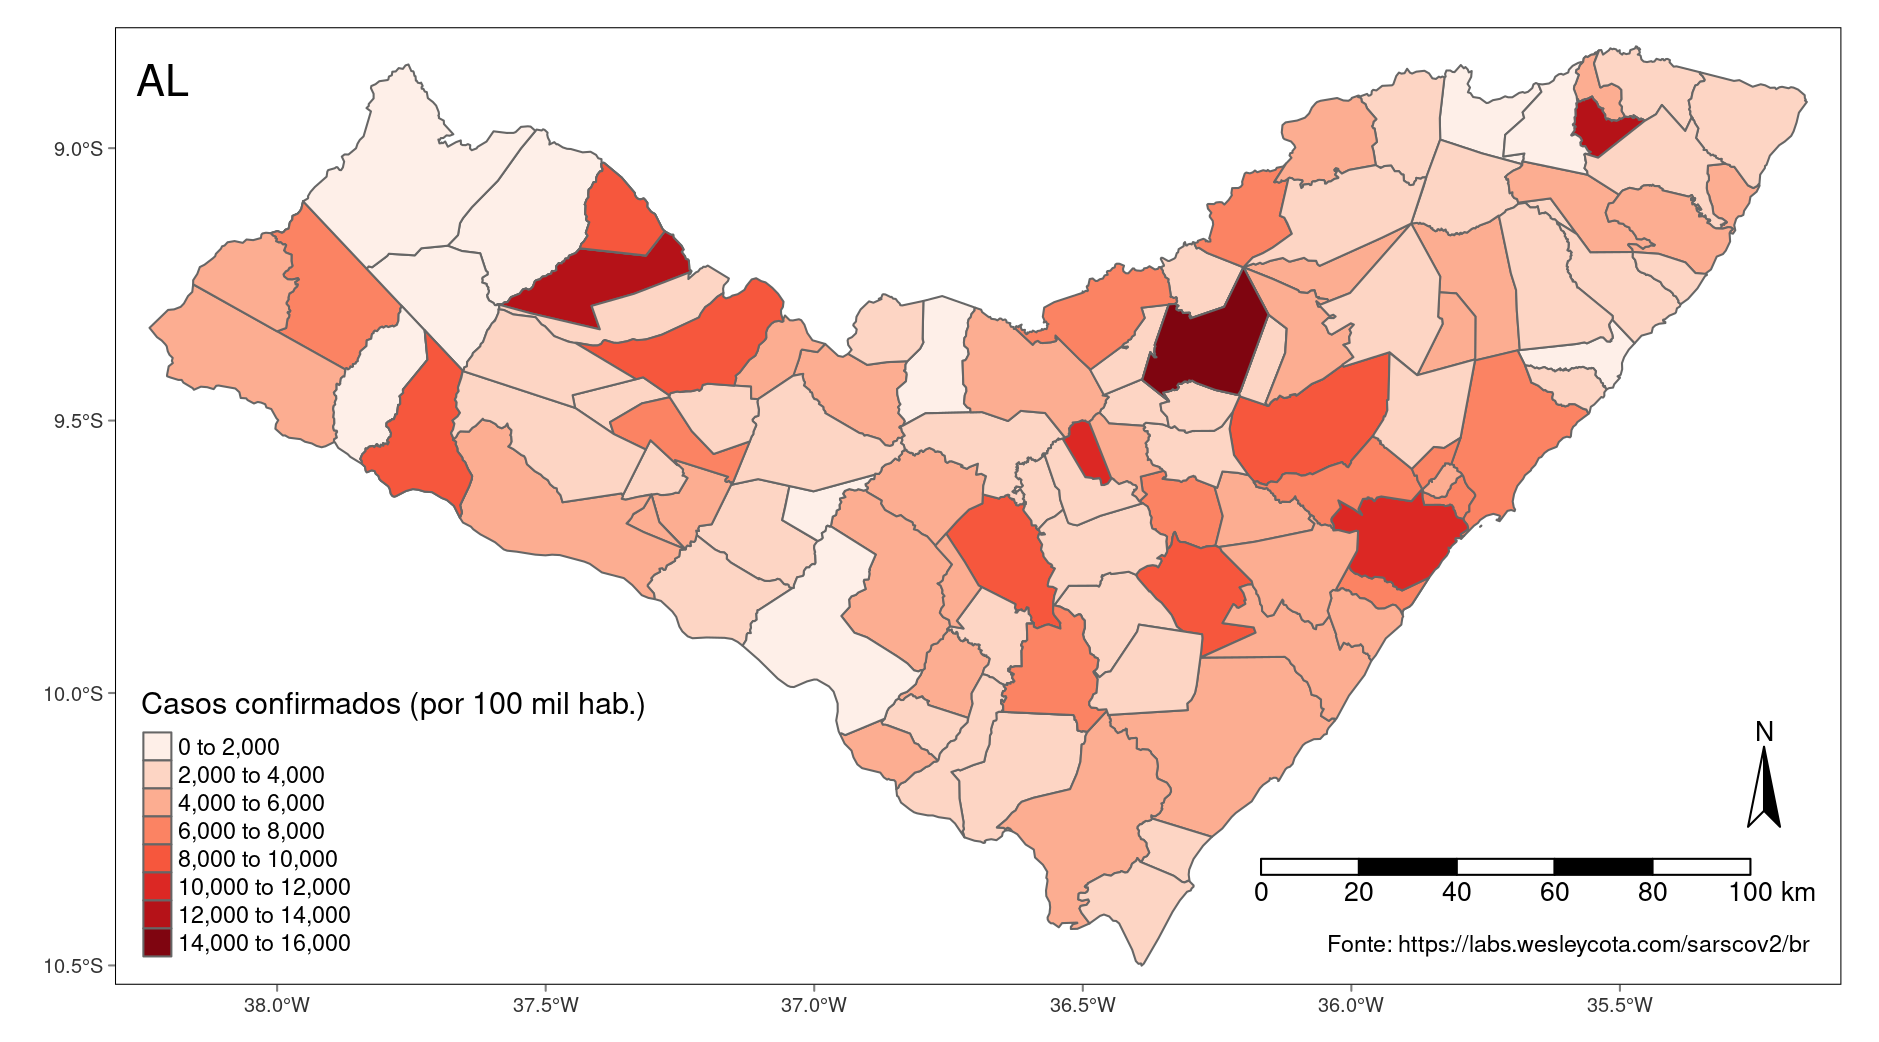 AL
9.0°S
9.5°S
10.0°S
10.5°S
Casos confirmados (por 100 mil hab.)
0 to 2,000
2,000 to 4,000
4,000 to 6,000
6,000 to 8,000
8,000 to 10,000
10,000 to 12,000
12,000 to 14,000
14,000 to 16,000
N
0 20 40 60 80 100 km
Fonte: https://labs.wesleycota.com/sarscov2/br
38.0°W 37.5°W 37.0°W 36.5°W 36.0°W 35.5°W